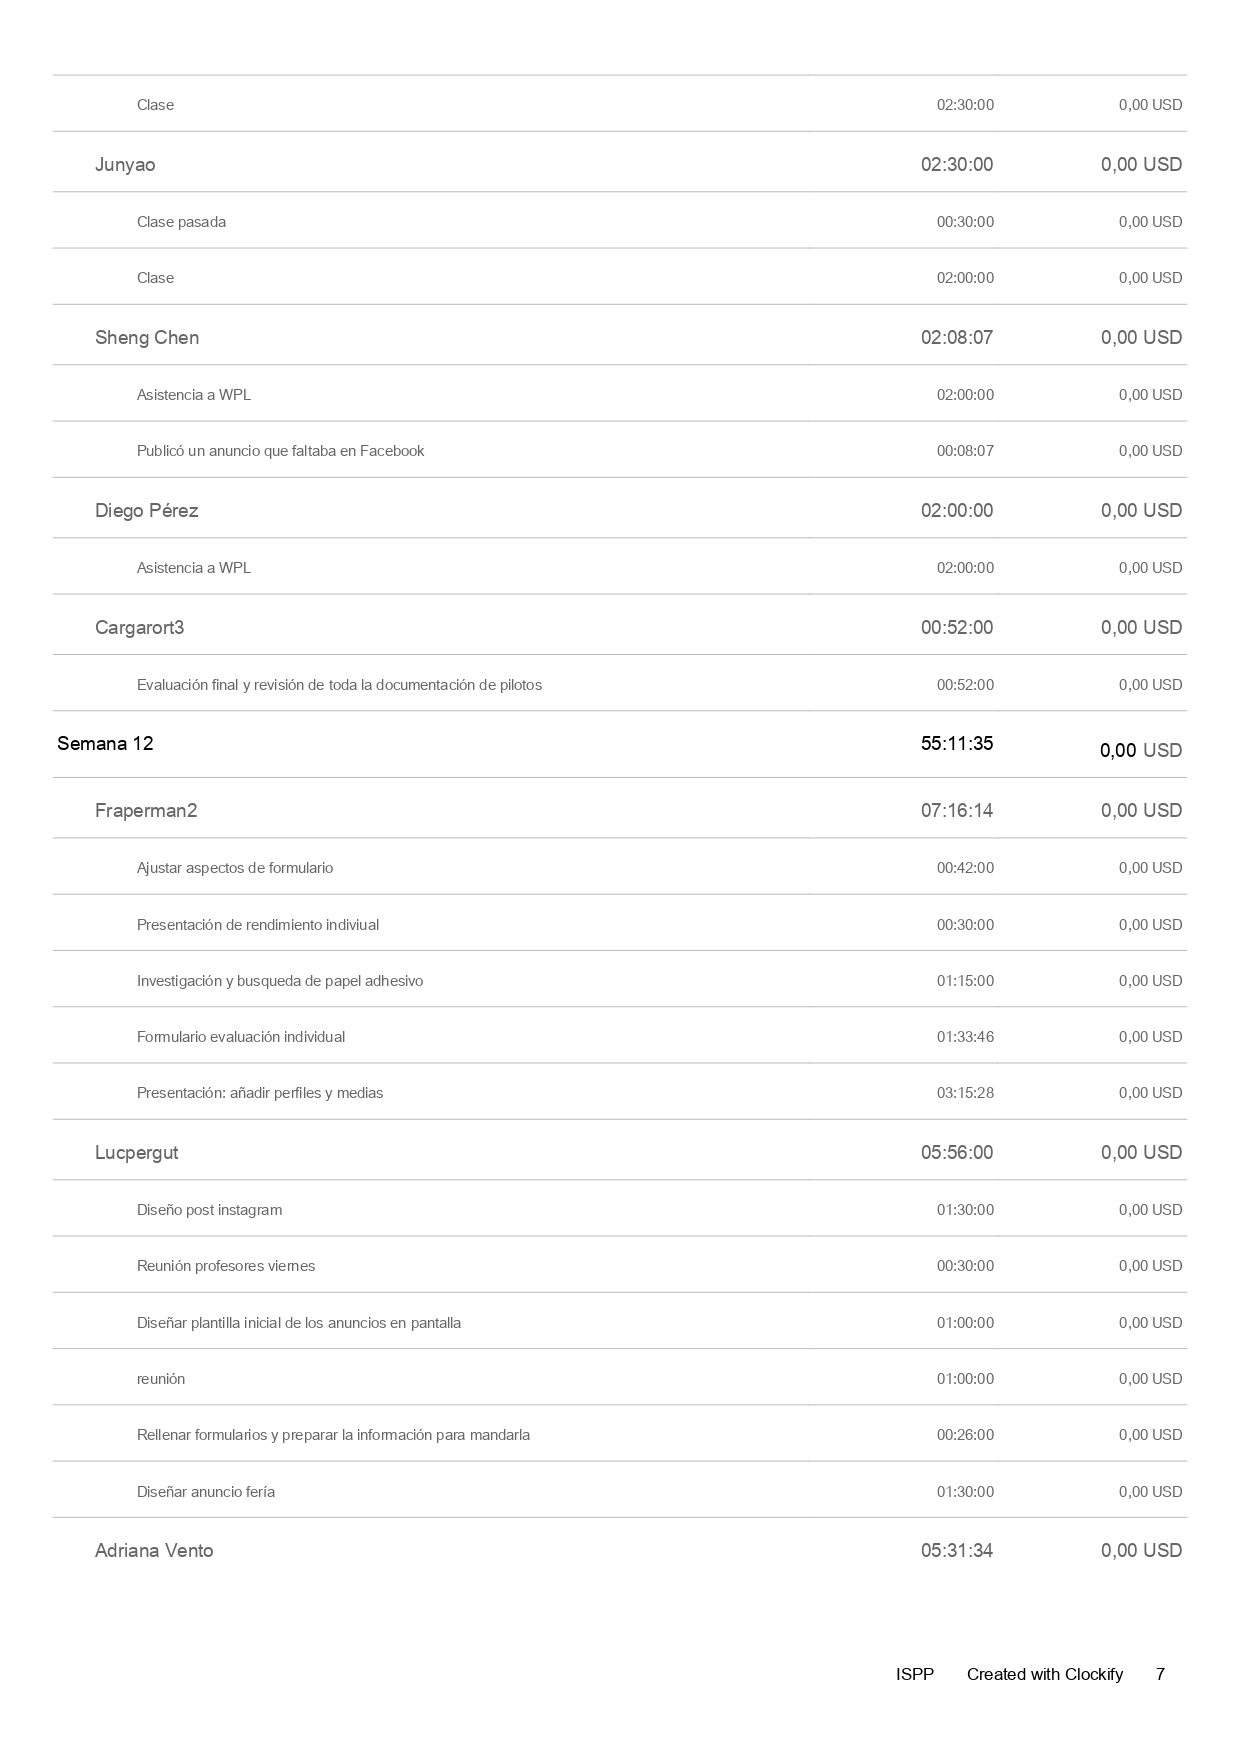 Clase 02:30:00 0,00 USD
Junyao 02:30:00 0,00 USD
Clase pasada 00:30:00 0,00 USD
Clase 02:00:00 0,00 USD
Sheng Chen 02:08:07 0,00 USD
Asistencia a WPL 02:00:00 0,00 USD
Publicó un anuncio que faltaba en Facebook 00:08:07 0,00 USD
Diego Pérez 02:00:00 0,00 USD
Asistencia a WPL 02:00:00 0,00 USD
Cargarort3 00:52:00 0,00 USD
Evaluación final y revisión de toda la documentación de pilotos 00:52:00 0,00 USD
Semana 12 55:11:35 0,00 USD
Fraperman2 07:16:14 0,00 USD
Ajustar aspectos de formulario 00:42:00 0,00 USD
Presentación de rendimiento indiviual 00:30:00 0,00 USD
Investigación y busqueda de papel adhesivo 01:15:00 0,00 USD
Formulario evaluación individual 01:33:46 0,00 USD
Presentación: añadir perfiles y medias 03:15:28 0,00 USD
Lucpergut 05:56:00 0,00 USD
Diseño post instagram 01:30:00 0,00 USD
Reunión profesores viernes 00:30:00 0,00 USD
Diseñar plantilla inicial de los anuncios en pantalla 01:00:00 0,00 USD
reunión 01:00:00 0,00 USD
Rellenar formularios y preparar la información para mandarla 00:26:00 0,00 USD
Diseñar anuncio fería 01:30:00 0,00 USD
Adriana Vento 05:31:34 0,00 USD
ISPP Created with Clockify 7